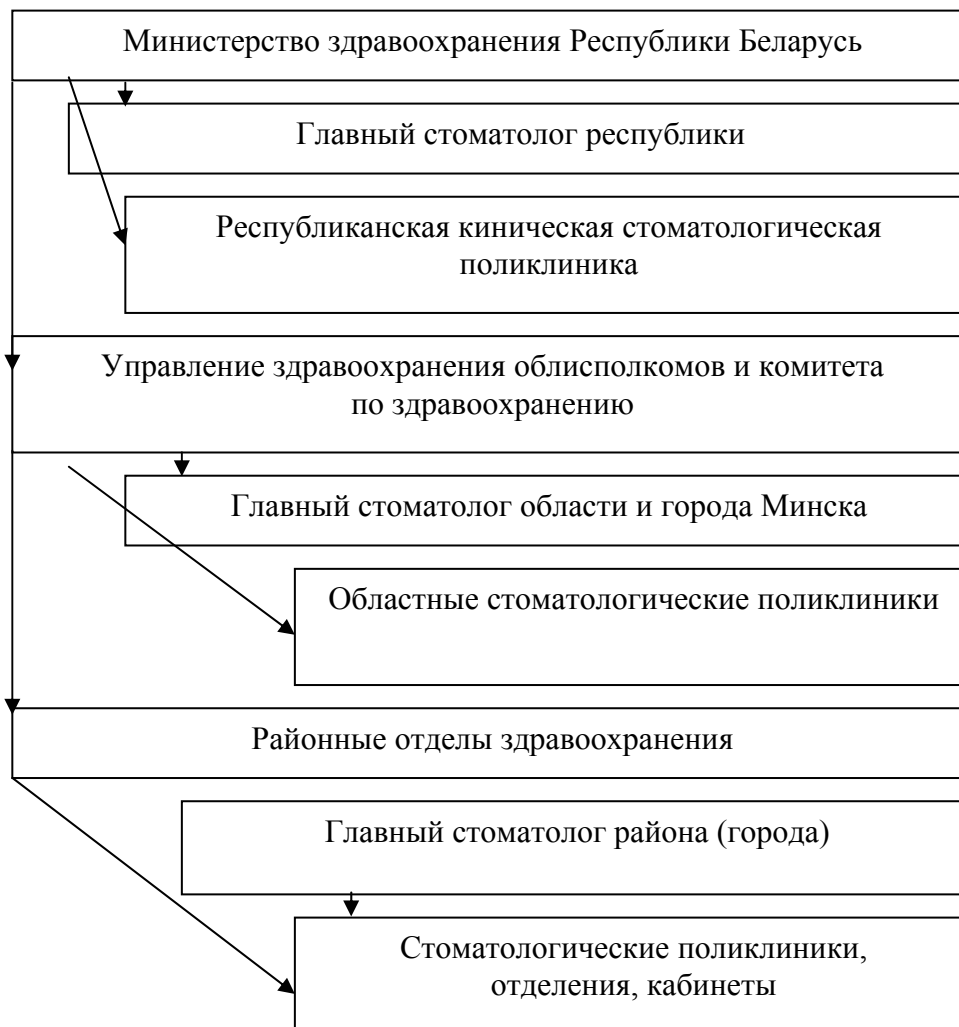 Министерство здравоохранения Республики Беларусь
Главный стоматолог республики
Республиканская киническая стоматологическая
поликлиника
Управление здравоохранения облисполкомов и комитета
по здравоохранению
Главный стоматолог области и города Минска
Областные стоматологические поликлиники
Районные отделы здравоохранения
Главный стоматолог района (города)
Стоматологические поликлиники,
отделения, кабинеты